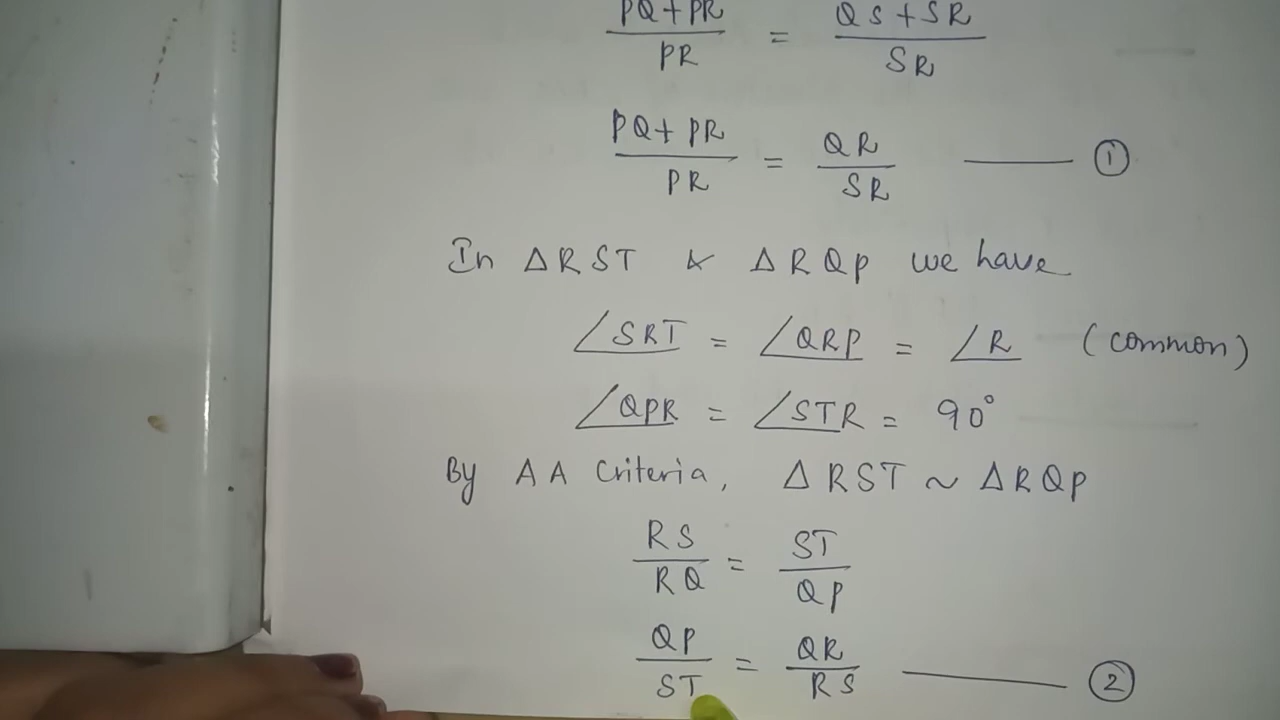 PQ+PR / PR = QS+SR / SR
PQ+PR / PR = QR / SR —— ①
In ΔRST & ΔRQP we have
∠SRT = ∠QRP = ∠R (common)
∠QPR = ∠STR = 90°
By AA Criteria, ΔRST ~ ΔRQP
RS / RQ = ST / QP
QP / ST = QR / RS —— ②